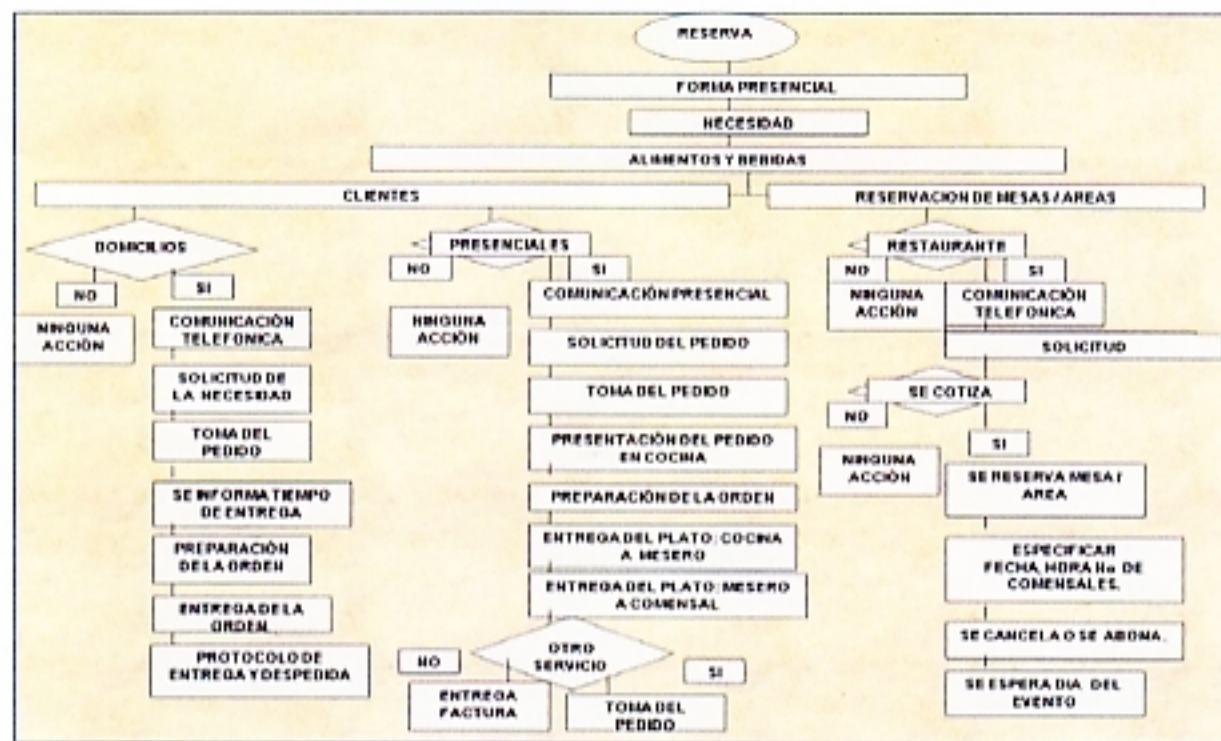 RESERVA
FORMA PRESENCIAL
NECESIDAD
ALIMENTOS Y BEBIDAS
CLIENTES
RESERVACION DE MESAS / AREAS
DOMICILIOS
NO
SI
NINGUNA
ACCIÓN
COMUNICACIÓN
TELEFONICA
SOLICITUD DE
LA NECESIDAD
TOMA DEL
PEDIDO
SE INFORMA TIEMPO
DE ENTREGA
PREPARACIÓN
DE LA ORDEN
ENTREGA DE LA
ORDEN
PROTOCOLO DE
ENTREGA Y DESPEDIDA
PRESENCIALES
NO
SI
NINGUNA
ACCIÓN
COMUNICACIÓN PRESENCIAL
SOLICITUD DEL PEDIDO
TOMA DEL PEDIDO
PRESENTACIÓN DEL PEDIDO
EN COCINA
PREPARACIÓN DE LA ORDEN
ENTREGA DEL PLATO: COCINA
A MESERO
ENTREGA DEL PLATO: MESERO
A COMENSAL
OTRO
SERVICIO
NO
SI
ENTREGA
FACTURA
TOMA DEL
PEDIDO
RESTAURANTE
NO
SI
NINGUNA
ACCIÓN
COMUNICACIÓN
TELEFONICA
SOLICITUD
SE COTIZA
NO
SI
NINGUNA
ACCIÓN
SE RESERVA MESA /
AREA
ESPECIFICAR
FECHA, HORA No DE
COMENSALES.
SE CANCELA O SE ABONA.
SE ESPERA DIA DEL
EVENTO